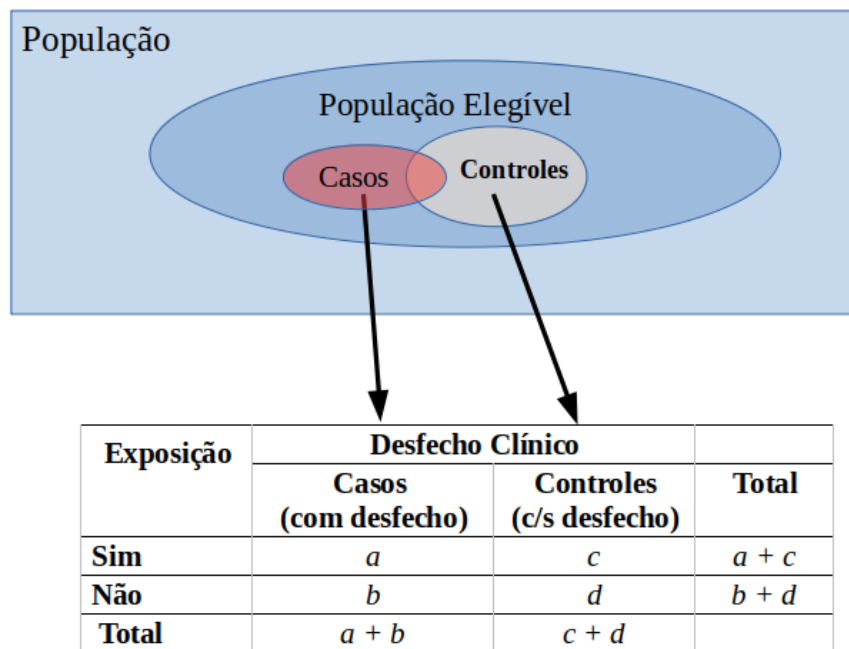 População
População Elegível
Casos
Controles
Exposição
Desfecho Clínico
Casos
(com desfecho)
Controles
(c/s desfecho)
Total
Sim a c a + c
Não b d b + d
Total a + b c + d